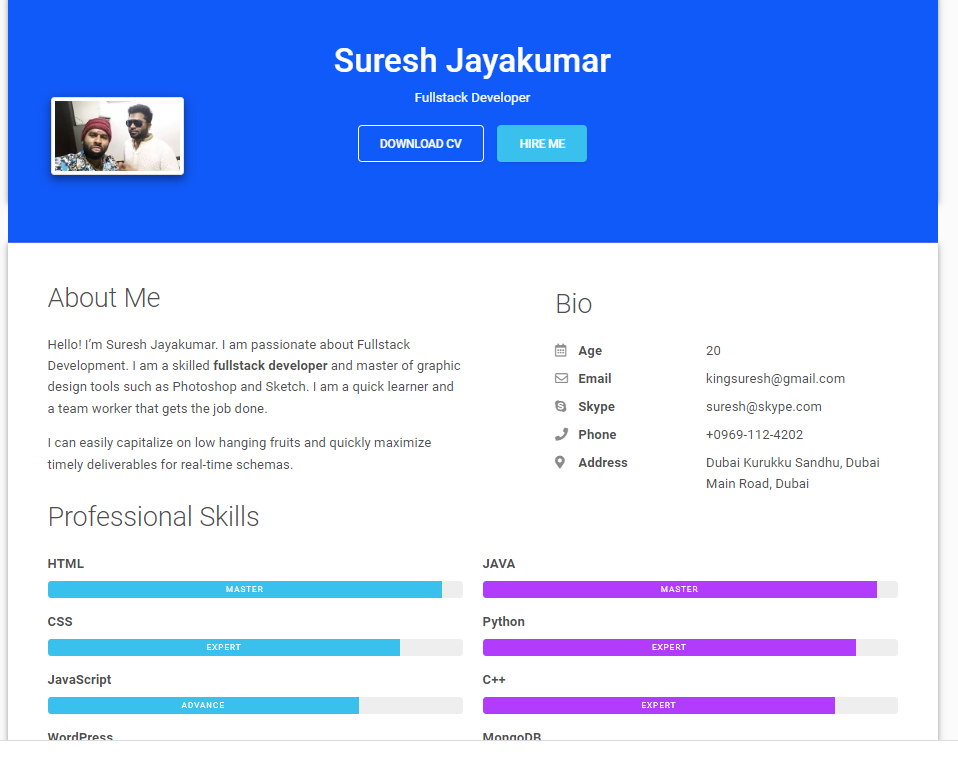 Suresh Jayakumar
Fullstack Developer
DOWNLOAD CV
HIRE ME
About Me
Hello! I’m Suresh Jayakumar. I am passionate about Fullstack
Development. I am a skilled fullstack developer and master of graphic
design tools such as Photoshop and Sketch. I am a quick learner and
a team worker that gets the job done.
I can easily capitalize on low hanging fruits and quickly maximize
timely deliverables for real-time schemas.
Bio
Age 20
Email kingsuresh@gmail.com
Skype suresh@skype.com
Phone +0969-112-4202
Address Dubai Kurukku Sandhu, Dubai
Main Road, Dubai
Professional Skills
HTML
MASTER
CSS
EXPERT
JavaScript
ADVANCE
WordPress
JAVA
MASTER
Python
EXPERT
C++
EXPERT
MongoDB